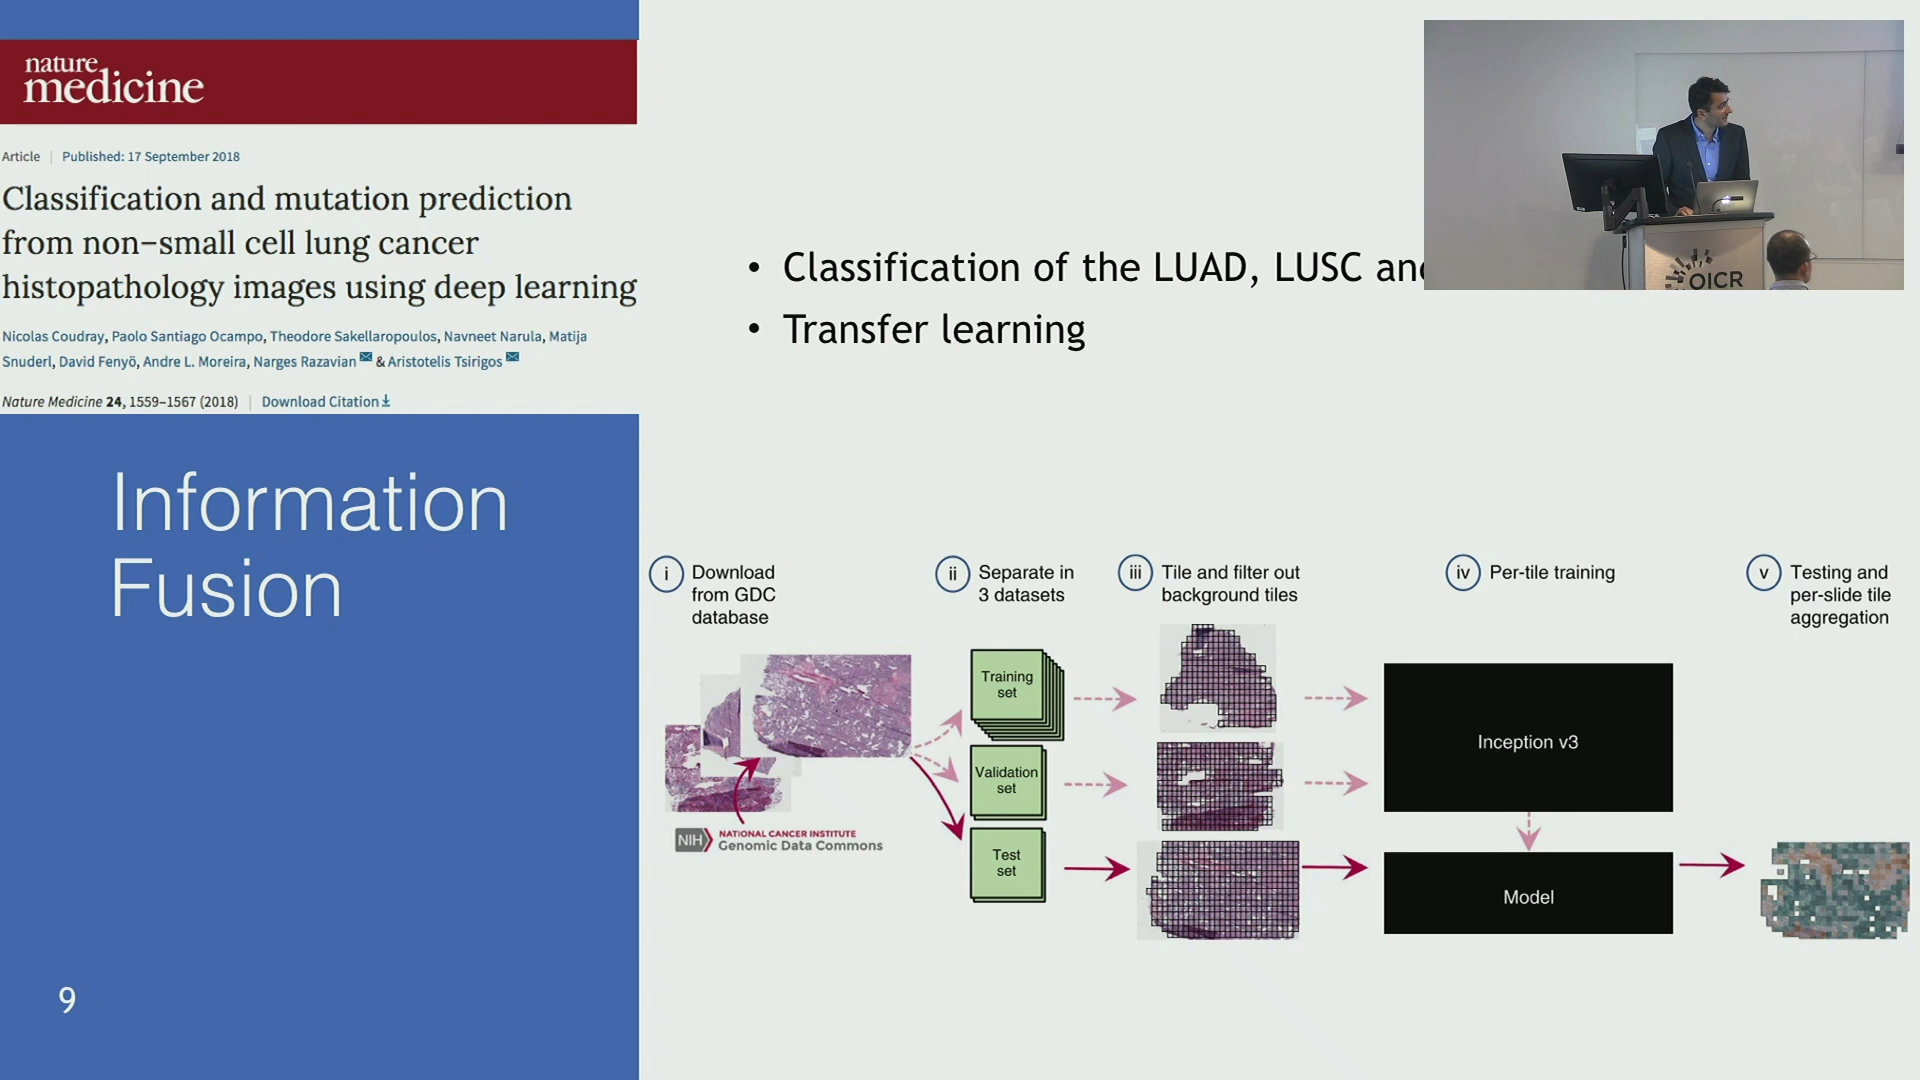 nature
medicine
Article | Published: 17 September 2018
Classification and mutation prediction
from non–small cell lung cancer
histopathology images using deep learning
Nicolas Coudray, Paolo Santiago Ocampo, Theodore Sakellaropoulos, Navneet Narula, Matija
Snuderl, David Fenyö, Andre L. Moreira, Narges Razavian & Aristotelis Tsirigos
Nature Medicine 24, 1559–1567 (2018) | Download Citation
Information
Fusion
9
• Classification of the LUAD, LUSC
• Transfer learning
OICR
i Download
from GDC
database
ii Separate in
3 datasets
iii Tile and filter out
background tiles
iv Per-tile training
v Testing and
per-slide tile
aggregation
Training
set
Validation
set
Test
set
NIH NATIONAL CANCER INSTITUTE
Genomic Data Commons
Inception v3
Model